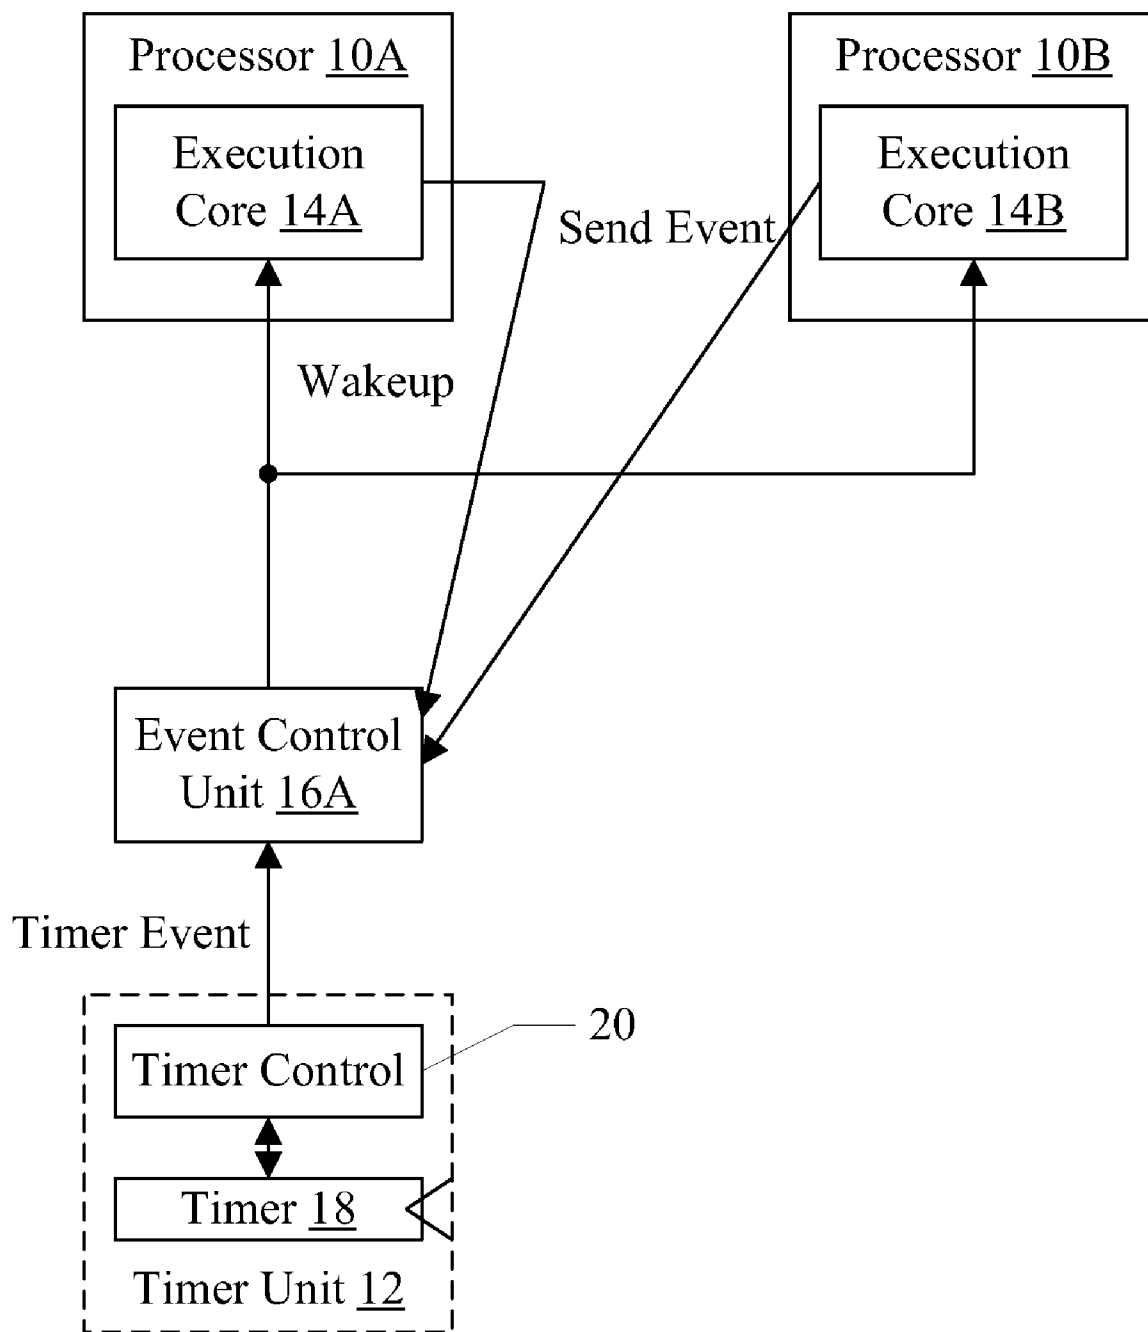 Processor 10A
Execution
Core 14A
Processor 10B
Execution
Core 14B
Send Event
Wakeup
Event Control
Unit 16A
Timer Event
Timer Control
20
Timer 18
Timer Unit 12